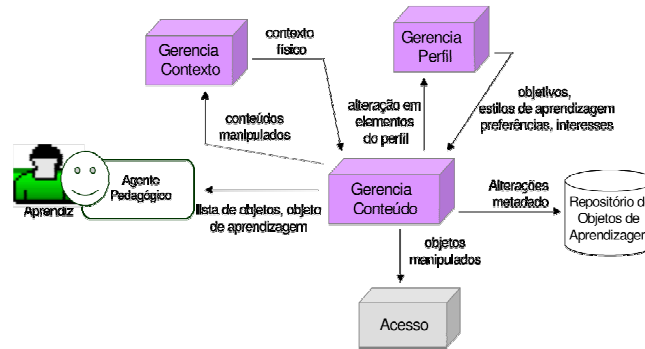 Gerencia
Contexto
contexto
físico
Gerencia
Perfil
objetivos,
estilos de aprendizagem
preferências, interesses
conteúdos
manipulados
alteração em
elementos
do perfil
Agente
Pedagógico
Aprendiz
lista de objetos, objeto
de aprendizagem
Gerencia
Conteúdo
Alterações
metadado
Repositório d
Objetos de
Aprendizagem
objetos
manipulados
Acesso